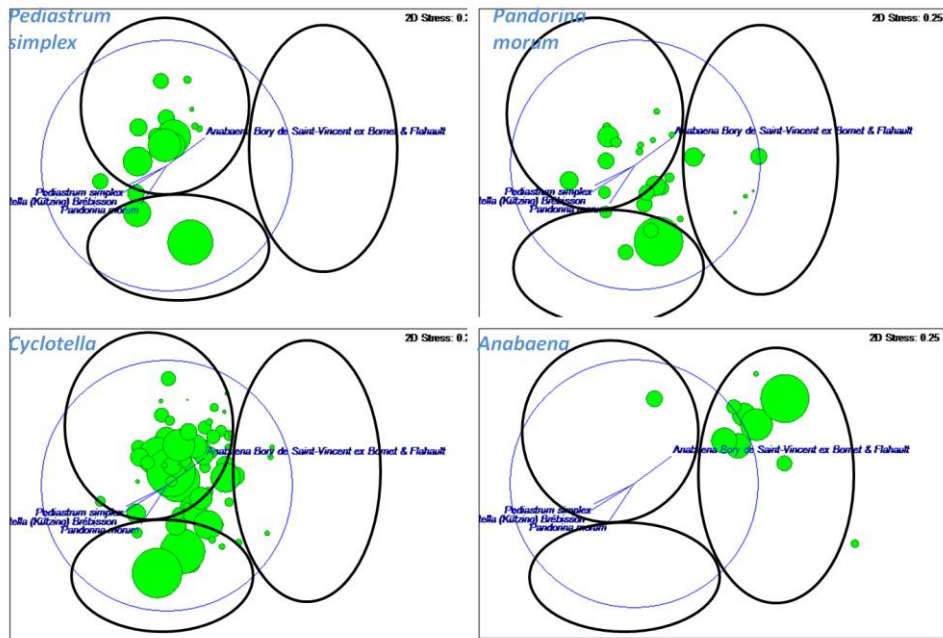 Pediastrum
simplex
2D Stress: 0.2
Anabaena Bory de Saint-Vincent ex Bornet & Flahault
Pediastrum simplex
tella (Kützing) Brébisson
Pandorina morum
Pandorina
morum
2D Stress: 0.25
Anabaena Bory de Saint-Vincent ex Bornet & Flahault
Pediastrum simplex
tella (Kützing) Brébisson
Pandorina morum
Cyclotella
2D Stress: 0.2
Anabaena Bory de Saint-Vincent ex Bornet & Flahault
Pediastrum simplex
tella (Kützing) Brébisson
Pandorina morum
Anabaena
2D Stress: 0.25
Anabaena Bory de Saint-Vincent ex Bornet & Flahault
Pediastrum simplex
tella (Kützing) Brébisson
Pandorina morum